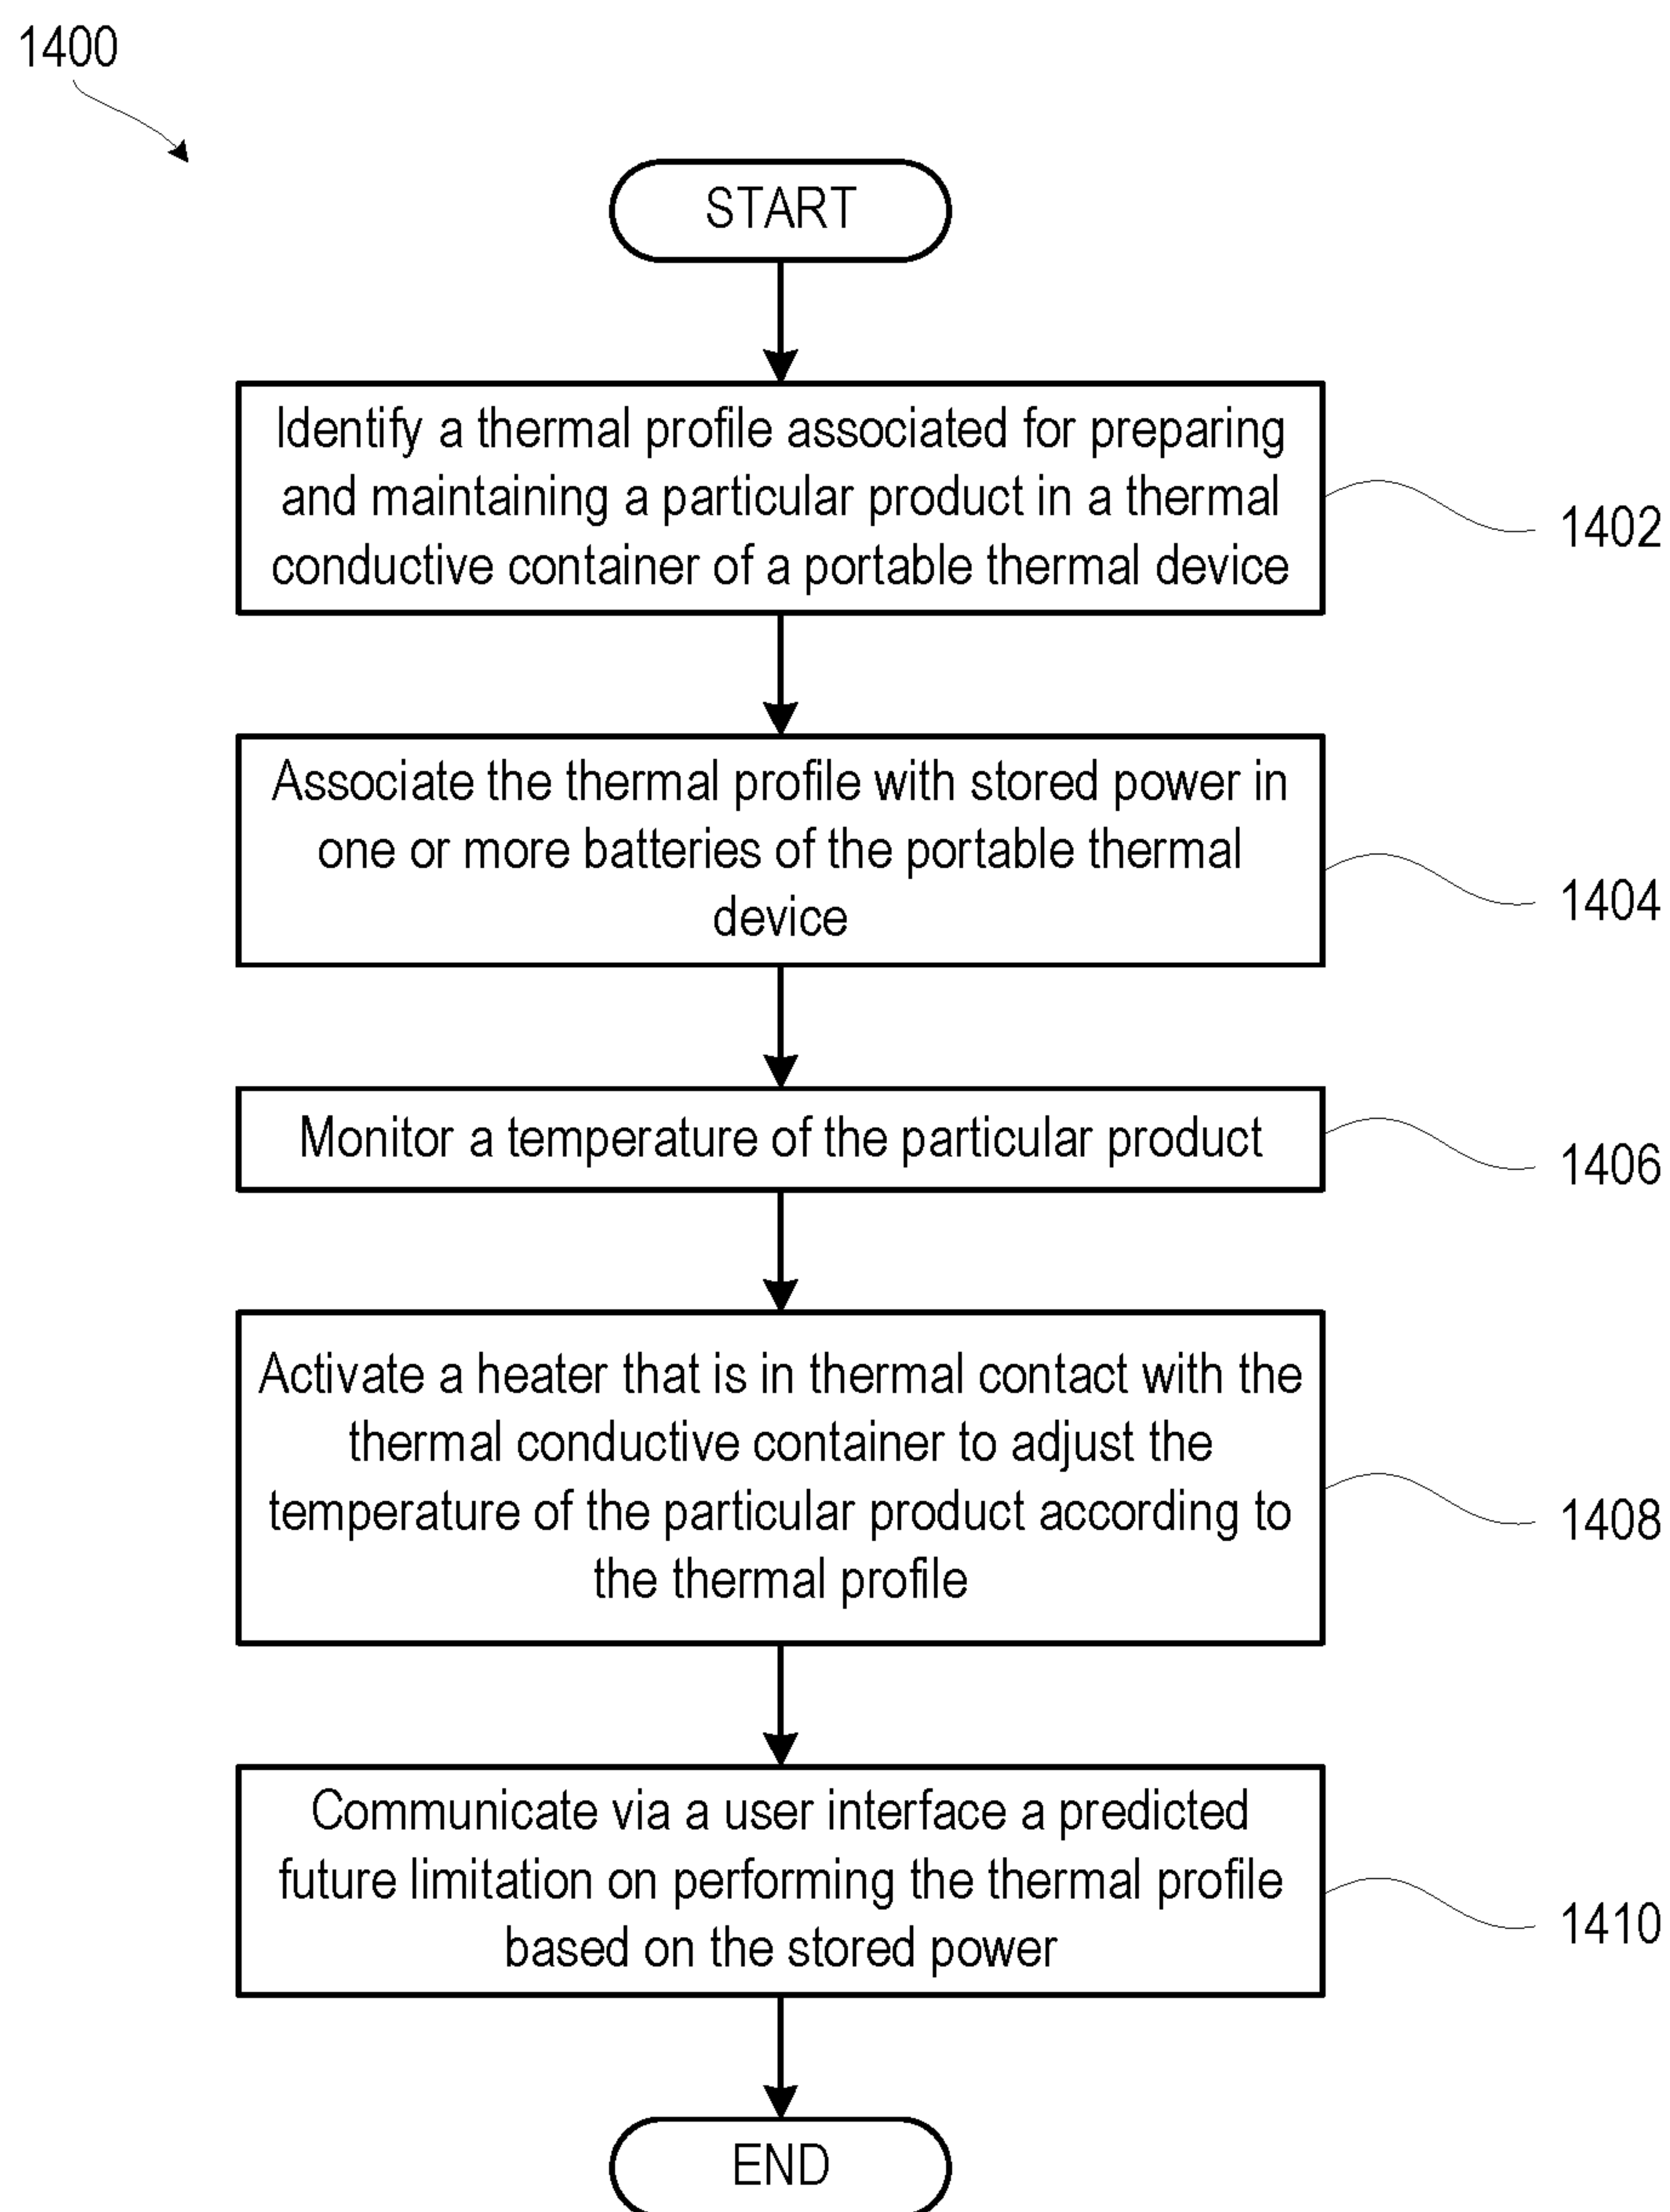 1400
START
Identify a thermal profile associated for preparing
and maintaining a particular product in a thermal
conductive container of a portable thermal device
1402
Associate the thermal profile with stored power in
one or more batteries of the portable thermal
device
1404
Monitor a temperature of the particular product
1406
Activate a heater that is in thermal contact with the
thermal conductive container to adjust the
temperature of the particular product according to
the thermal profile
1408
Communicate via a user interface a predicted
future limitation on performing the thermal profile
based on the stored power
1410
END